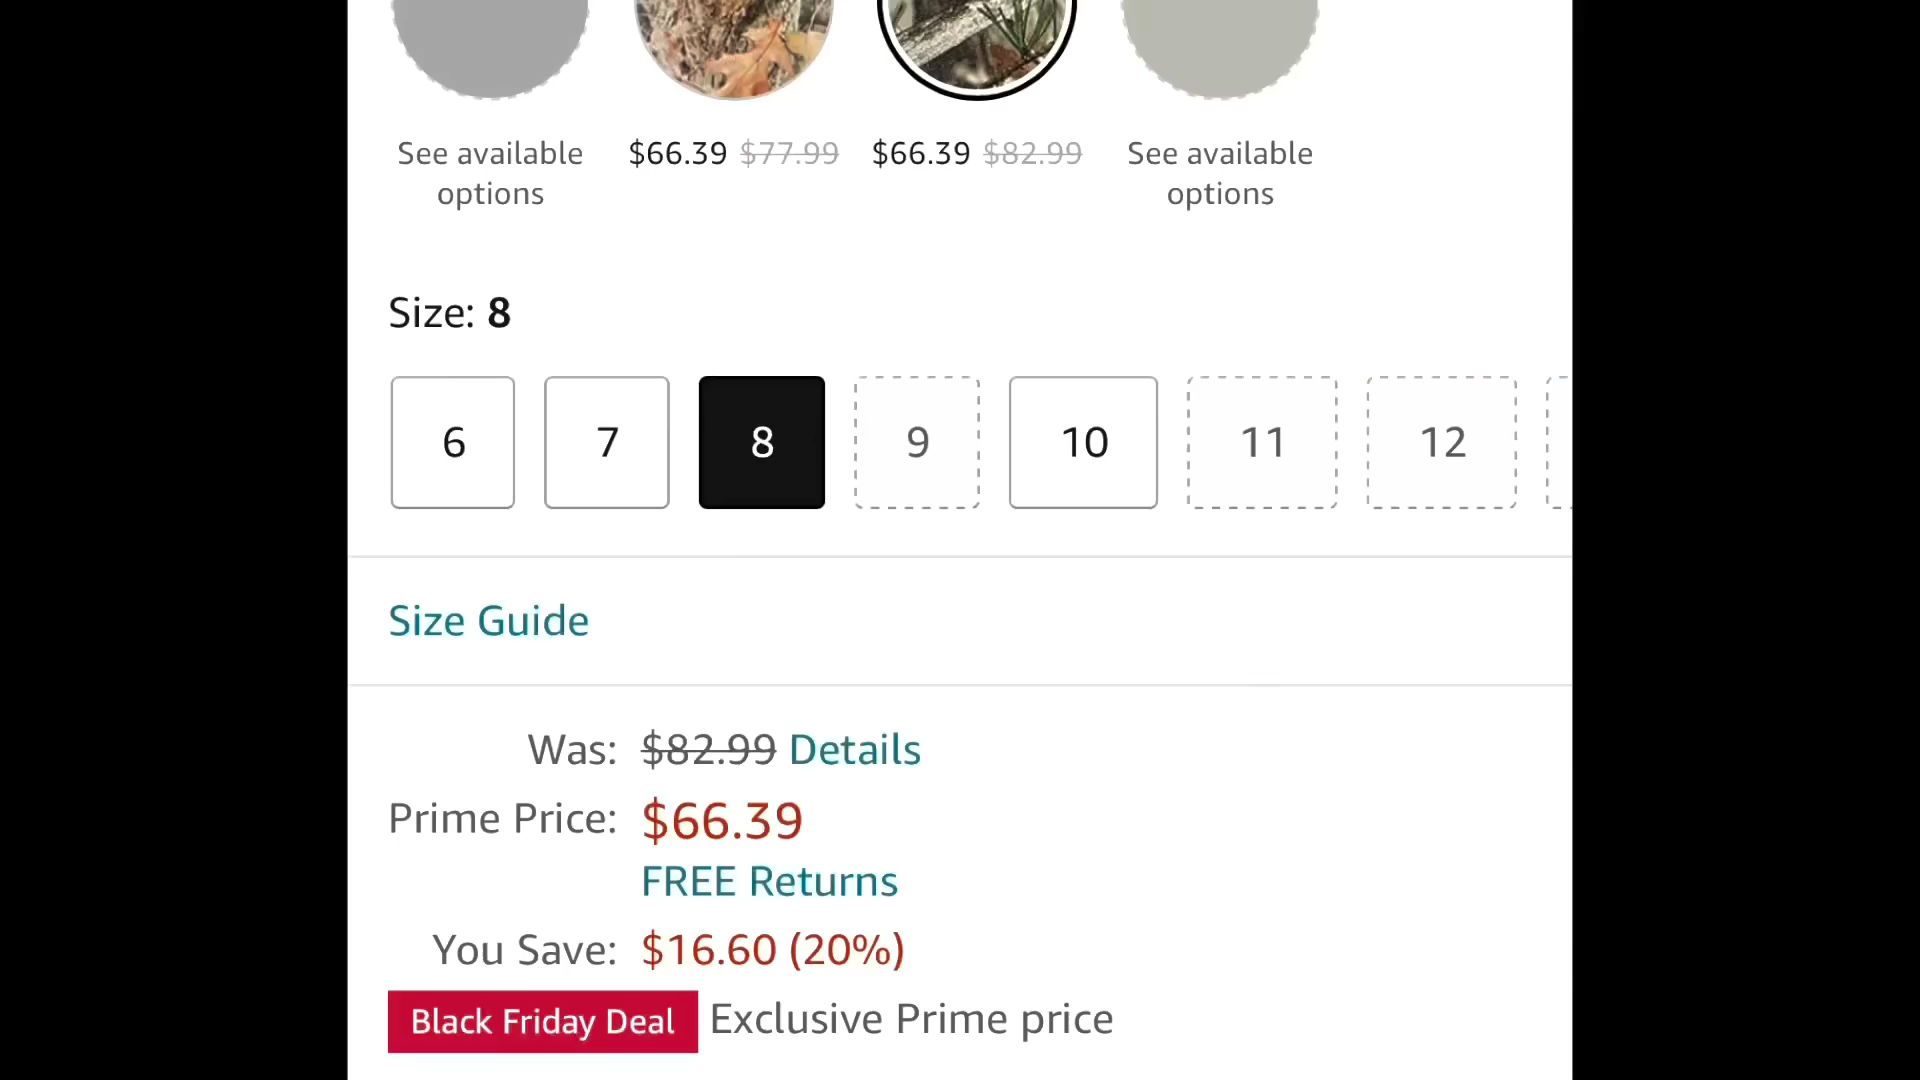 See available
options
$66.39 $77.99
$66.39 $82.99
See available
options
Size: 8
6 7 8 9 10 11 12
Size Guide
Was: $82.99 Details
Prime Price: $66.39
FREE Returns
You Save: $16.60 (20%)
Black Friday Deal Exclusive Prime price